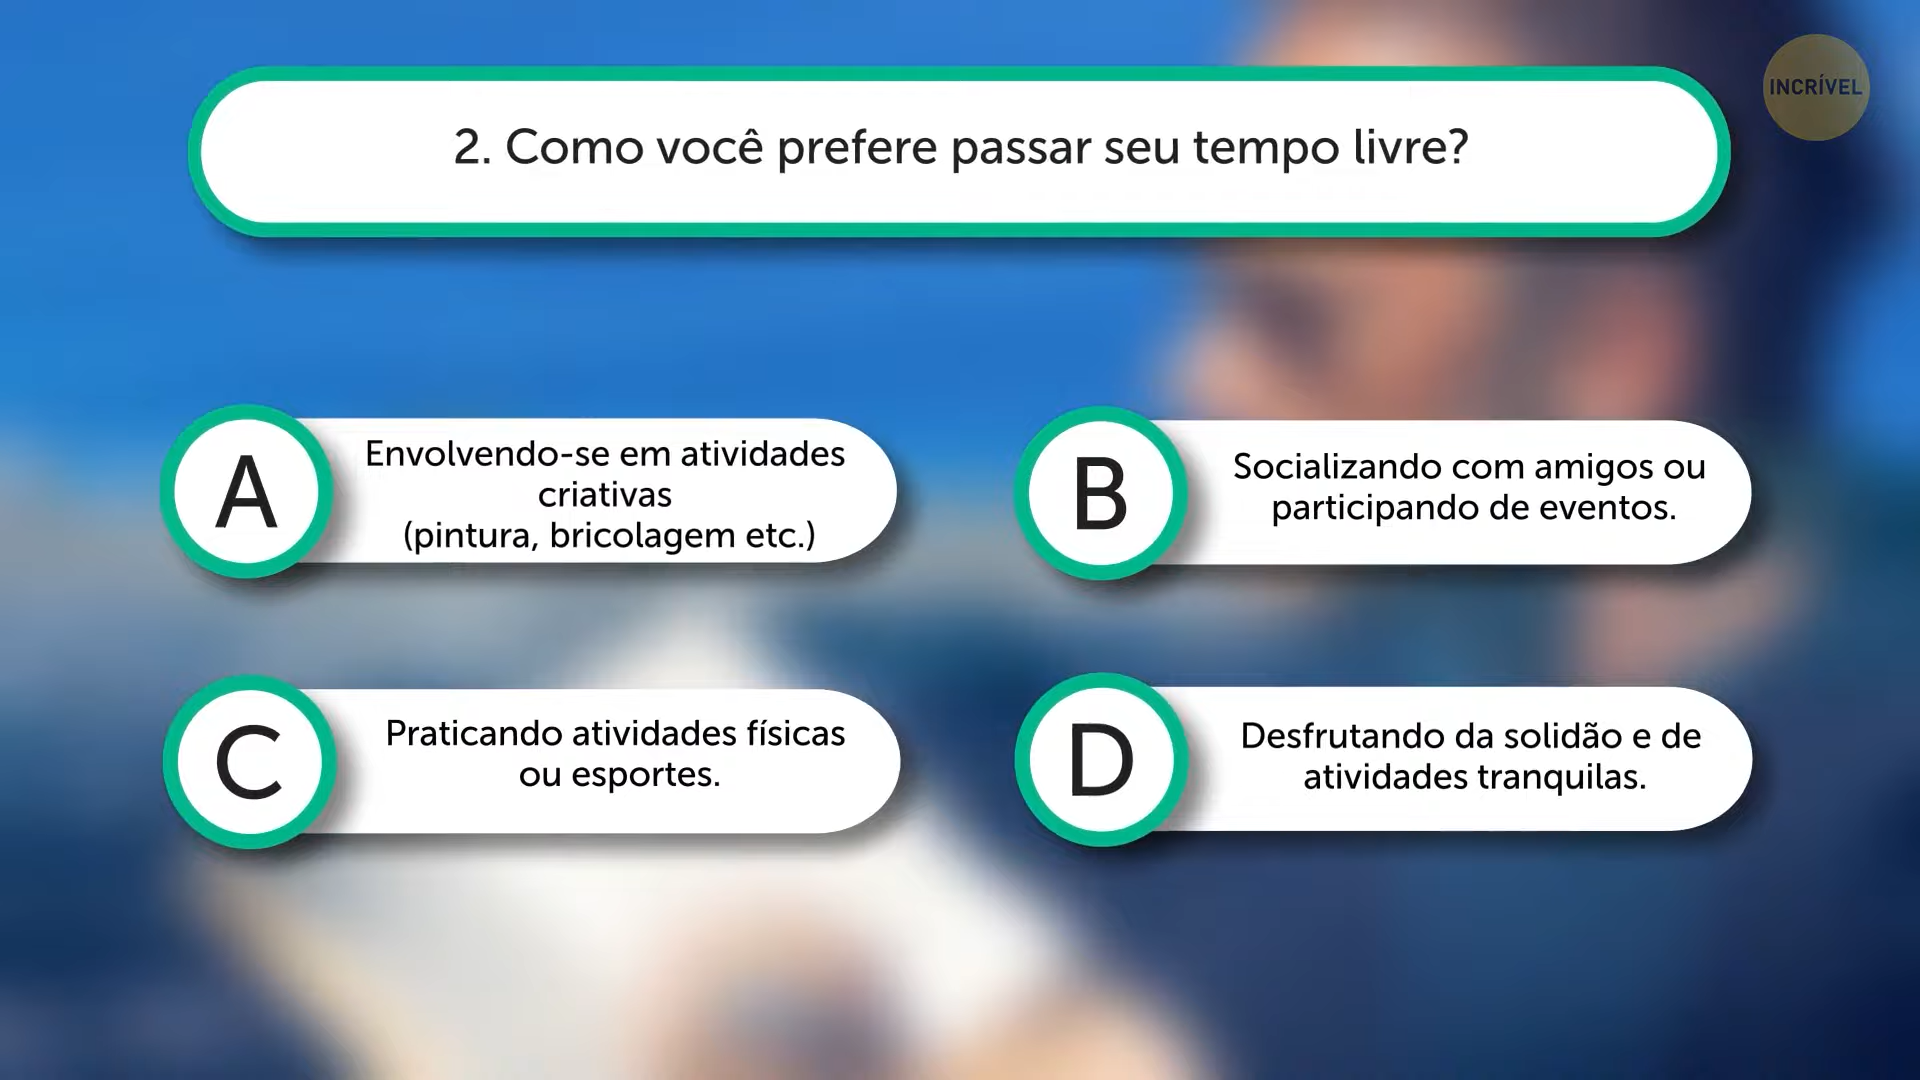 INCRÍVEL
2. Como você prefere passar seu tempo livre?
A
Envolvendo-se em atividades
criativas
(pintura, bricolagem etc.)
B
Socializando com amigos ou
participando de eventos.
C
Praticando atividades físicas
ou esportes.
D
Desfrutando da solidão e de
atividades tranquilas.